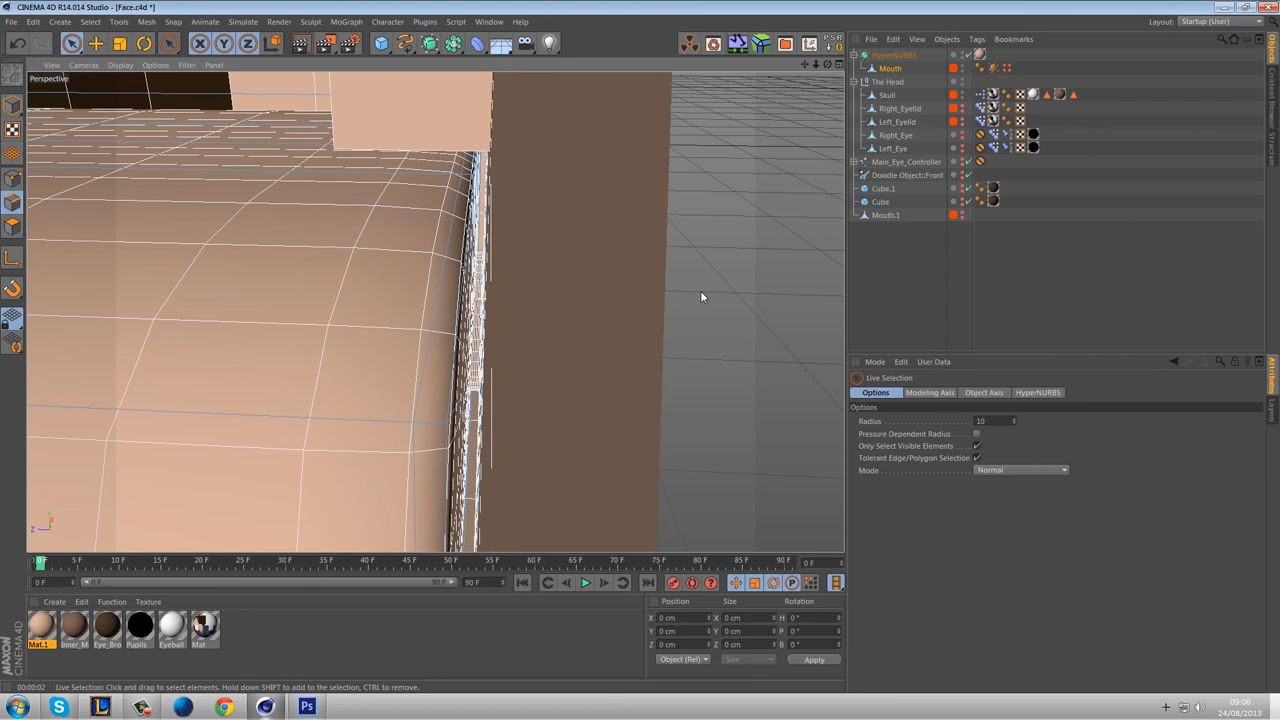 CINEMA 4D R14.014 Studio - [Face.c4d *]
File Edit Create Select Tools Mesh Snap Animate Simulate Render Sculpt MoGraph Character Plugins Script Window Help
Layout: Startup (User)
PSR
File Edit View Objects Tags Bookmarks
View Cameras Display Options Filter Panel
Perspective
HyperNURBS
Mouth
The Head
Skull
Right_Eyelid
Left_Eyelid
Right_Eye
Left_Eye
Main_Eye_Controller
Doodle Object::Front
Cube.1
Cube
Mouth.1
Objects
Content Browser
Structure
Mode Edit User Data
Live Selection
Options Modeling Axis Object Axis HyperNURBS
Options
Radius 10
Pressure Dependent Radius
Only Select Visible Elements
Tolerant Edge/Polygon Selection
Mode Normal
Attributes
Layer
Y
X
Z
0 F 5 F 10 F 15 F 20 F 25 F 30 F 35 F 40 F 45 F 50 F 55 F 60 F 65 F 70 F 75 F 80 F 85 F 90 F 0 F
0 F 0 F 90 F 90 F
Create Edit Function Texture
Mat.1 Inner_M Eye_Bro Pupils Eyeball Mat
Position Size Rotation
X 0 cm X 0 cm H 0 °
Y 0 cm Y 0 cm P 0 °
Z 0 cm Z 0 cm B 0 °
Object (Rel) Size Apply
MAXON
CINEMA 4D
00:00:02 Live Selection: Click and drag to select elements. Hold down SHIFT to add to the selection, CTRL to remove.
09:06
24/08/2013